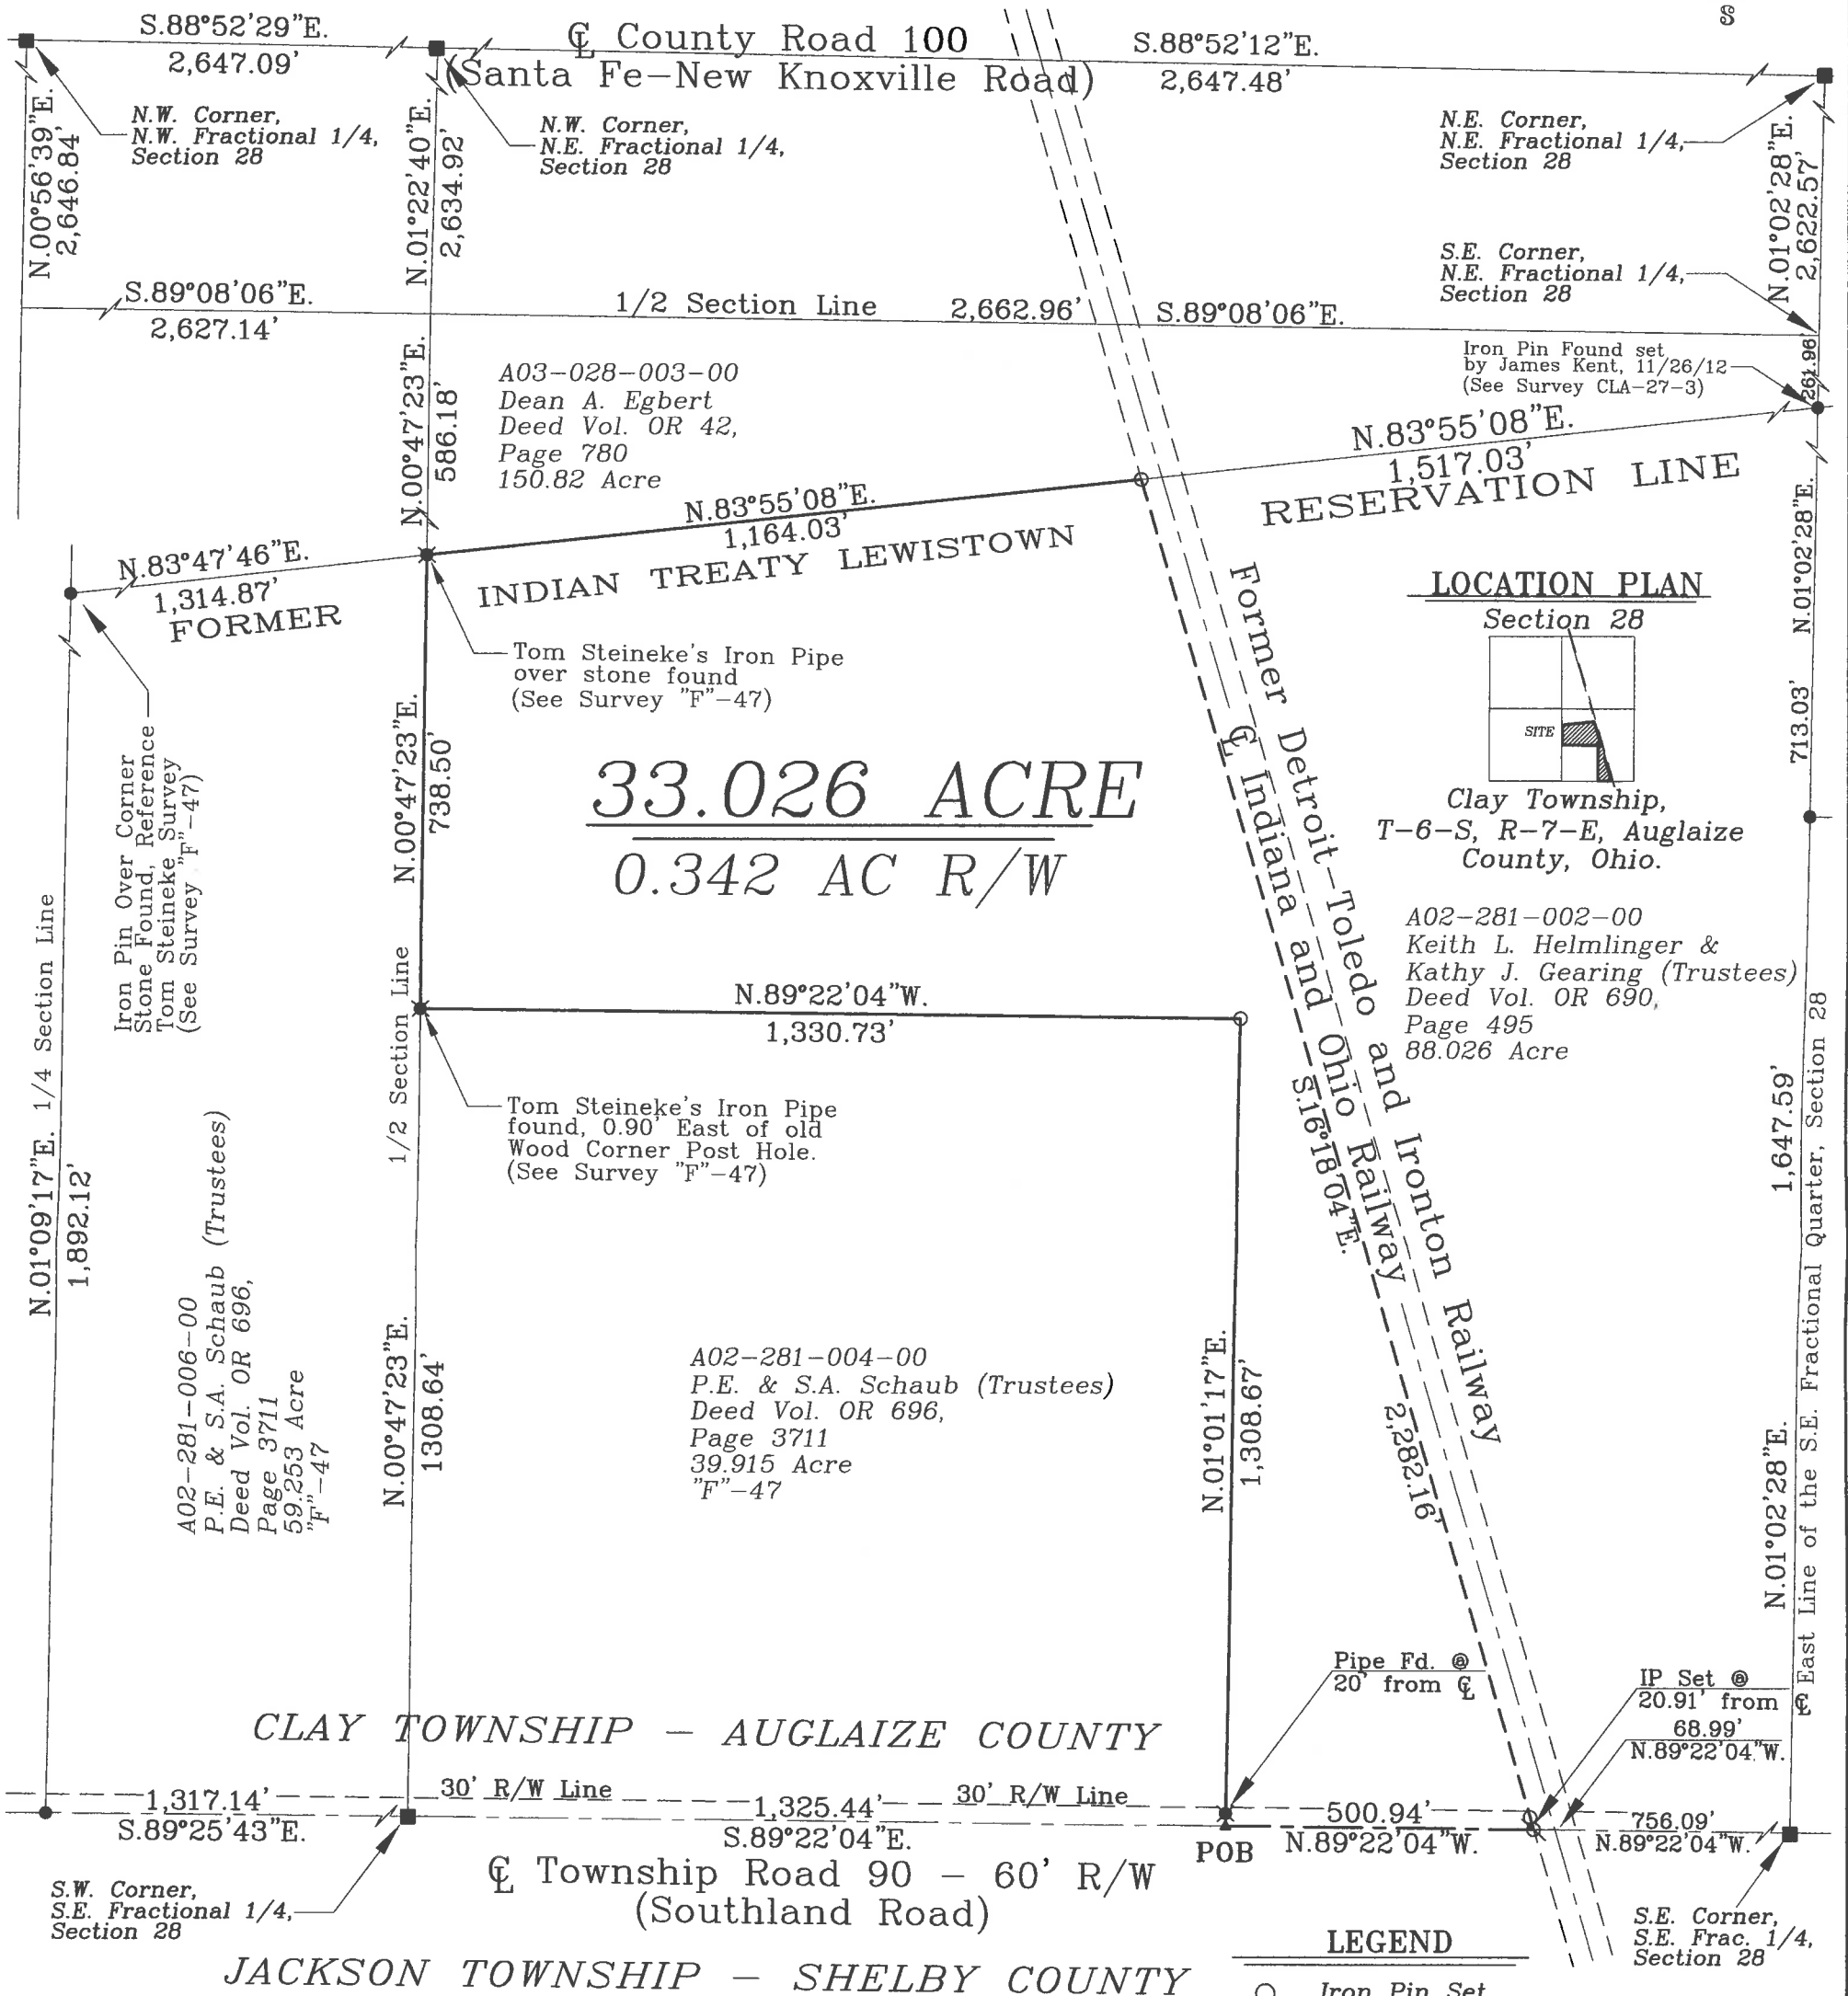 S.88°52'29"E.
2,647.09'
℄ County Road 100
(Santa Fe-New Knoxville Road)
S.88°52'12"E.
2,647.48'
N.00°56'39"E.
2,646.84'
N.W. Corner,
N.W. Fractional 1/4,
Section 28
N.01°22'40"E.
2,634.92'
N.W. Corner,
N.E. Fractional 1/4,
Section 28
N.E. Corner,
N.E. Fractional 1/4,
Section 28
N.01°02'28"E.
2,622.57'
S.E. Corner,
N.E. Fractional 1/4,
Section 28
S.89°08'06"E.
2,627.14'
1/2 Section Line
2,662.96'
S.89°08'06"E.
Iron Pin Found set
by James Kent, 11/26/12
(See Survey CLA-27-3)
261.96'
N.00°47'23"E.
586.18'
A03-028-003-00
Dean A. Egbert
Deed Vol. OR 42,
Page 780
150.82 Acre
N.83°55'08"E.
1,517.03'
RESERVATION LINE
N.83°55'08"E.
1,164.03'
INDIAN TREATY LEWISTOWN
N.83°47'46"E.
1,314.87'
FORMER
N.01°02'28"E.
713.03'
LOCATION PLAN
Section 28
SITE
Clay Township,
T-6-S, R-7-E, Auglaize
County, Ohio.
Tom Steineke's Iron Pipe
over stone found
(See Survey "F"-47)
Iron Pin Over Corner
Stone Found, Reference
Tom Steineke Survey
(See Survey "F"-47)
N.00°47'23"E.
738.50'
33.026 ACRE
0.342 AC R/W
Former Detroit-Toledo and Ironton Railway
℄ Indiana and Ohio Railway
S.16°18'04"E.
2,282.16'
A02-281-002-00
Keith L. Helmlinger &
Kathy J. Gearing (Trustees)
Deed Vol. OR 690,
Page 495
88.026 Acre
N.89°22'04"W.
1,330.73'
1/2 Section Line
Tom Steineke's Iron Pipe
found, 0.90' East of old
Wood Corner Post Hole.
(See Survey "F"-47)
N.01°09'17"E. 1/4 Section Line
1,892.12'
A02-281-006-00
P.E. & S.A. Schaub (Trustees)
Deed Vol. OR 696,
Page 3711
59.253 Acre
"F"-47
N.00°47'23"E.
1308.64'
A02-281-004-00
P.E. & S.A. Schaub (Trustees)
Deed Vol. OR 696,
Page 3711
39.915 Acre
"F"-47
N.01°01'17"E.
1,308.67'
1,647.59'
N.01°02'28"E.
℄ East Line of the S.E. Fractional Quarter, Section 28
Pipe Fd. @
20' from ℄
IP Set @
20.91' from ℄
68.99'
N.89°22'04"W.
CLAY TOWNSHIP - AUGLAIZE COUNTY
1,317.14'
S.89°25'43"E.
30' R/W Line
1,325.44'
S.89°22'04"E.
30' R/W Line
POB
500.94'
N.89°22'04"W.
756.09'
N.89°22'04"W.
℄ Township Road 90 - 60' R/W
(Southland Road)
S.W. Corner,
S.E. Fractional 1/4,
Section 28
S.E. Corner,
S.E. Frac. 1/4,
Section 28
JACKSON TOWNSHIP - SHELBY COUNTY
LEGEND
Iron Pin Set